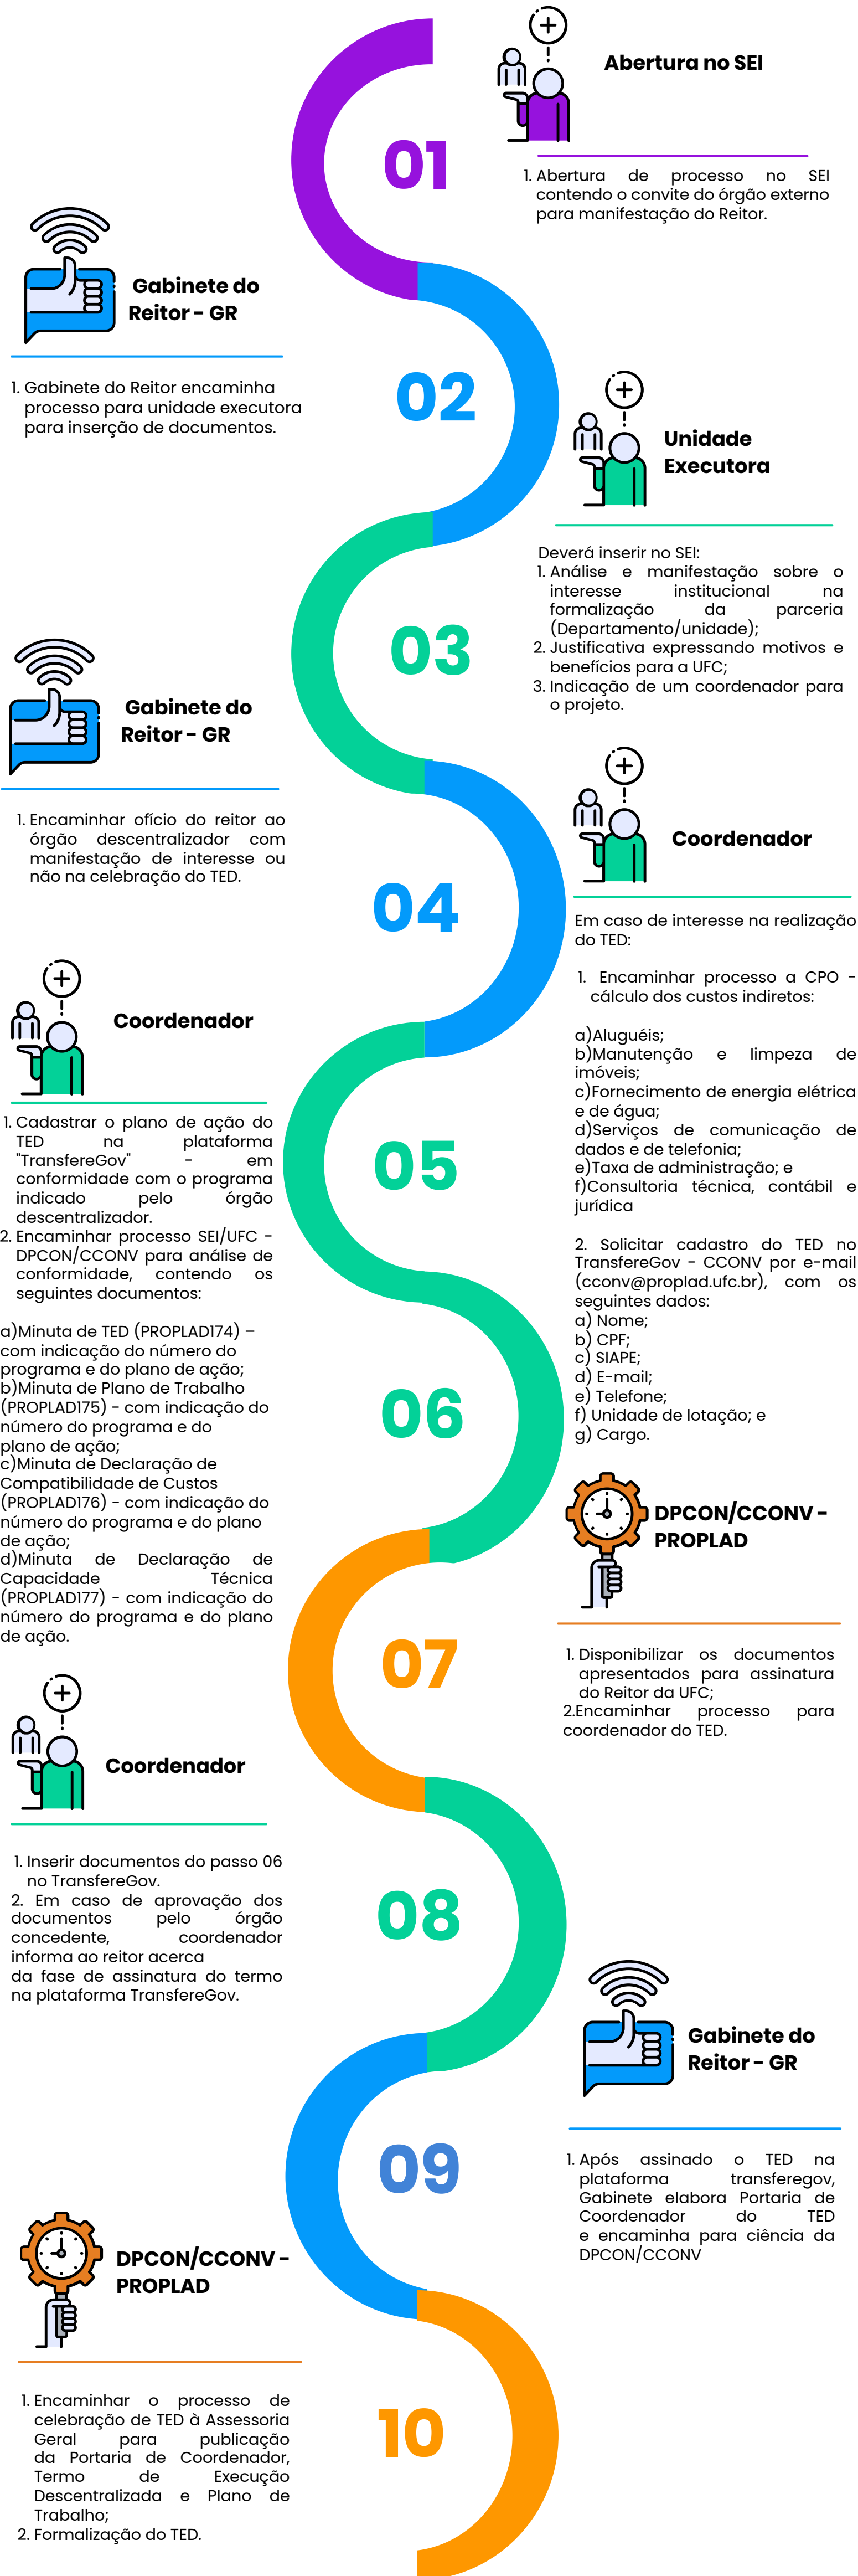 01
Abertura no SEI
1. Abertura de processo no SEI
contendo o convite do órgão externo
para manifestação do Reitor.
Gabinete do
Reitor - GR
1. Gabinete do Reitor encaminha
processo para unidade executora
para inserção de documentos.
02
Unidade
Executora
Deverá inserir no SEI:
1. Análise e manifestação sobre o
interesse institucional na
formalização da parceria
(Departamento/unidade);
2. Justificativa expressando motivos e
benefícios para a UFC;
3. Indicação de um coordenador para
o projeto.
03
Gabinete do
Reitor - GR
1. Encaminhar ofício do reitor ao
órgão descentralizador com
manifestação de interesse ou
não na celebração do TED.
04
Coordenador
Em caso de interesse na realização
do TED:
1. Encaminhar processo a CPO -
cálculo dos custos indiretos:
a)Aluguéis;
b)Manutenção e limpeza de
imóveis;
c)Fornecimento de energia elétrica
e de água;
d)Serviços de comunicação de
dados e de telefonia;
e)Taxa de administração; e
f)Consultoria técnica, contábil e
jurídica
2. Solicitar cadastro do TED no
TransfereGov - CCONV por e-mail
(cconv@proplad.ufc.br), com os
seguintes dados:
a) Nome;
b) CPF;
c) SIAPE;
d) E-mail;
e) Telefone;
f) Unidade de lotação; e
g) Cargo.
05
Coordenador
1. Cadastrar o plano de ação do
TED na plataforma
"TransfereGov" - em
conformidade com o programa
indicado pelo órgão
descentralizador.
2. Encaminhar processo SEI/UFC -
DPCON/CCONV para análise de
conformidade, contendo os
seguintes documentos:
a)Minuta de TED (PROPLAD174) –
com indicação do número do
programa e do plano de ação;
b)Minuta de Plano de Trabalho
(PROPLAD175) - com indicação do
número do programa e do
plano de ação;
c)Minuta de Declaração de
Compatibilidade de Custos
(PROPLAD176) - com indicação do
número do programa e do plano
de ação;
d)Minuta de Declaração de
Capacidade Técnica
(PROPLAD177) - com indicação do
número do programa e do plano
de ação.
06
DPCON/CCONV -
PROPLAD
1. Disponibilizar os documentos
apresentados para assinatura
do Reitor da UFC;
2.Encaminhar processo para
coordenador do TED.
07
Coordenador
1. Inserir documentos do passo 06
no TransfereGov.
2. Em caso de aprovação dos
documentos pelo órgão
concedente, coordenador
informa ao reitor acerca
da fase de assinatura do termo
na plataforma TransfereGov.
08
Gabinete do
Reitor - GR
1. Após assinado o TED na
plataforma transferegov,
Gabinete elabora Portaria de
Coordenador do TED
e encaminha para ciência da
DPCON/CCONV
09
DPCON/CCONV -
PROPLAD
1. Encaminhar o processo de
celebração de TED à Assessoria
Geral para publicação
da Portaria de Coordenador,
Termo de Execução
Descentralizada e Plano de
Trabalho;
2. Formalização do TED.
10